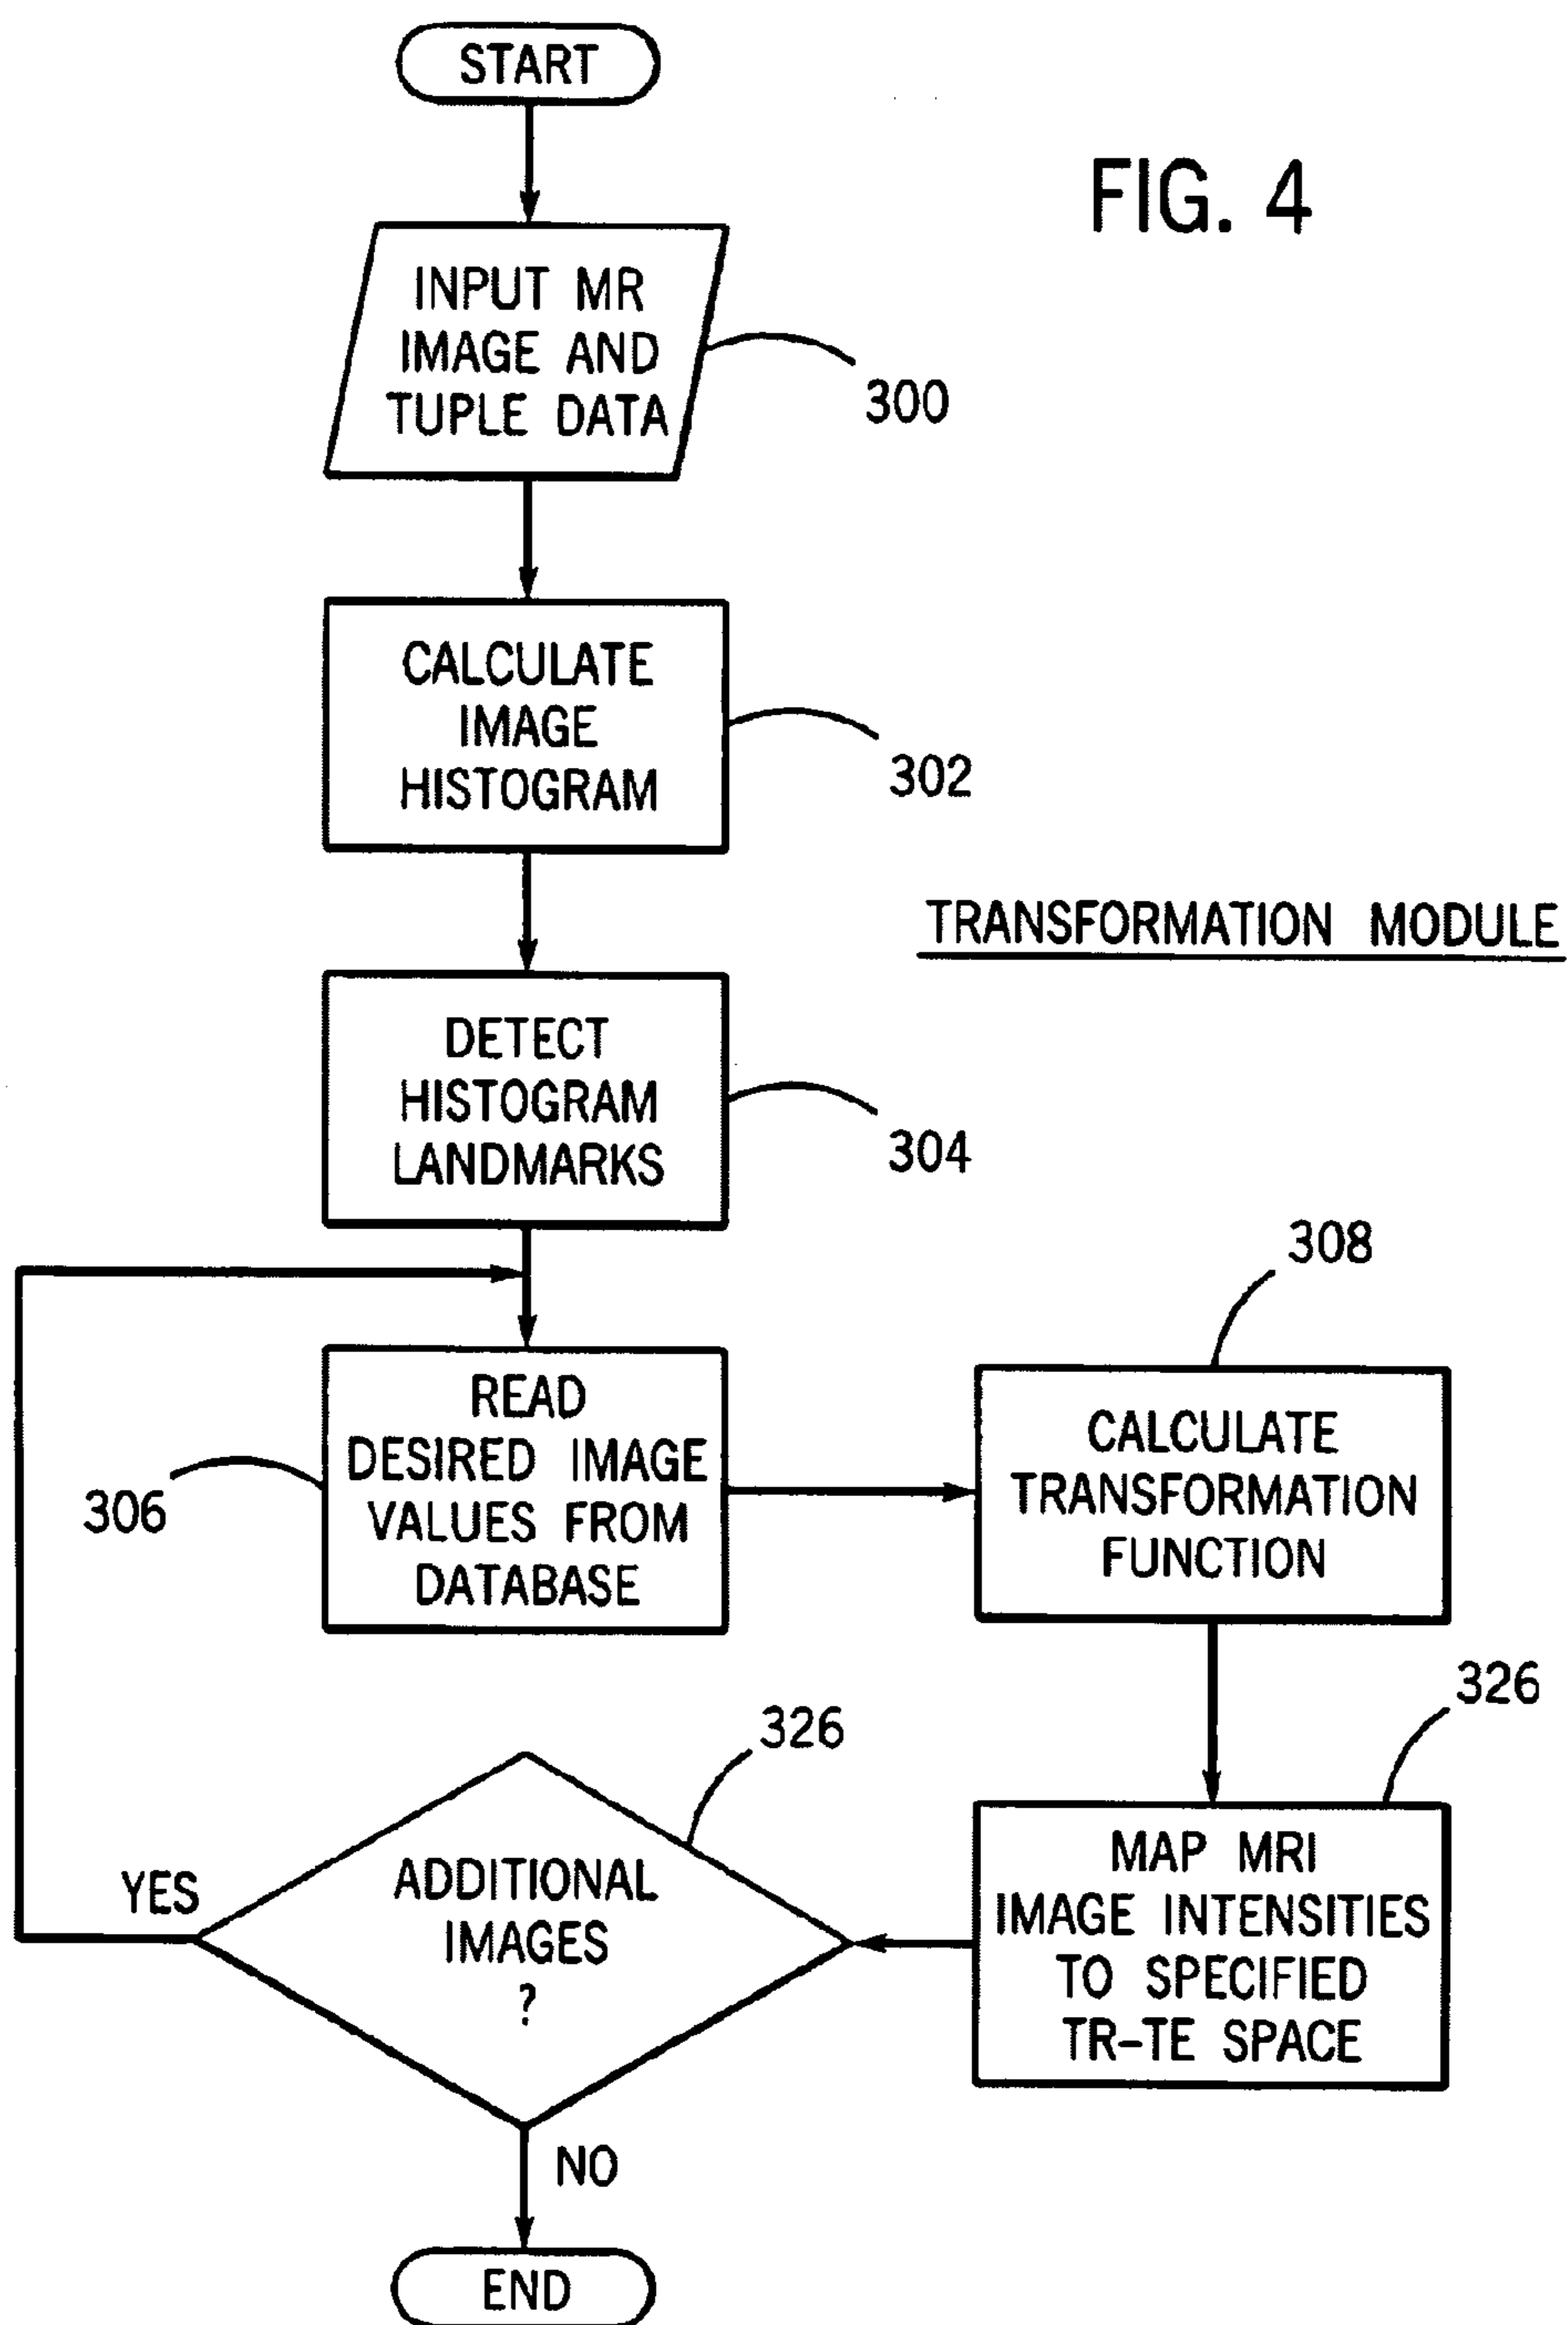 START
FIG. 4
INPUT MR
IMAGE AND
TUPLE DATA
300
CALCULATE
IMAGE
HISTOGRAM
302
TRANSFORMATION MODULE
DETECT
HISTOGRAM
LANDMARKS
304
READ
DESIRED IMAGE
VALUES FROM
DATABASE
306
308
CALCULATE
TRANSFORMATION
FUNCTION
326
MAP MRI
IMAGE INTENSITIES
TO SPECIFIED
TR-TE SPACE
326
ADDITIONAL
IMAGES
?
YES
NO
END